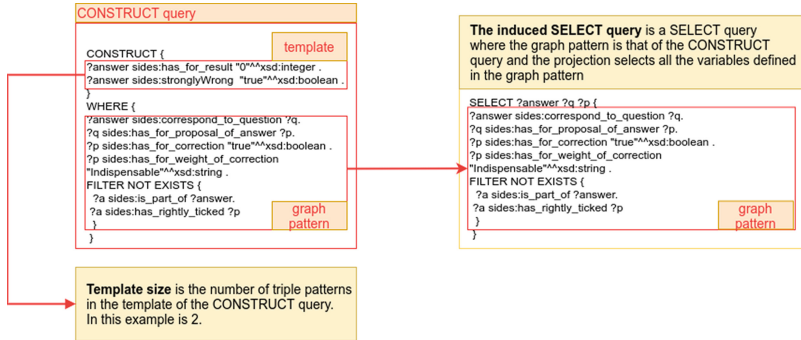 CONSTRUCT query
template
CONSTRUCT {
?answer sides:has_for_result "0"^^xsd:integer .
?answer sides:stronglyWrong "true"^^xsd:boolean .
}
WHERE {
?answer sides:correspond_to_question ?q.
?q sides:has_for_proposal_of_answer ?p.
?p sides:has_for_correction "true"^^xsd:boolean .
?p sides:has_for_weight_of_correction
"Indispensable"^^xsd:string .
FILTER NOT EXISTS {
?a sides:is_part_of ?answer.
?a sides:has_rightly_ticked ?p
}
}
graph
pattern
Template size is the number of triple patterns
in the template of the CONSTRUCT query.
In this example is 2.
The induced SELECT query is a SELECT query
where the graph pattern is that of the CONSTRUCT
query and the projection selects all the variables defined
in the graph pattern
SELECT ?answer ?q ?p {
?answer sides:correspond_to_question ?q.
?q sides:has_for_proposal_of_answer ?p.
?p sides:has_for_correction "true"^^xsd:boolean .
?p sides:has_for_weight_of_correction
"Indispensable"^^xsd:string .
FILTER NOT EXISTS {
?a sides:is_part_of ?answer.
?a sides:has_rightly_ticked ?p
}
}
graph
pattern